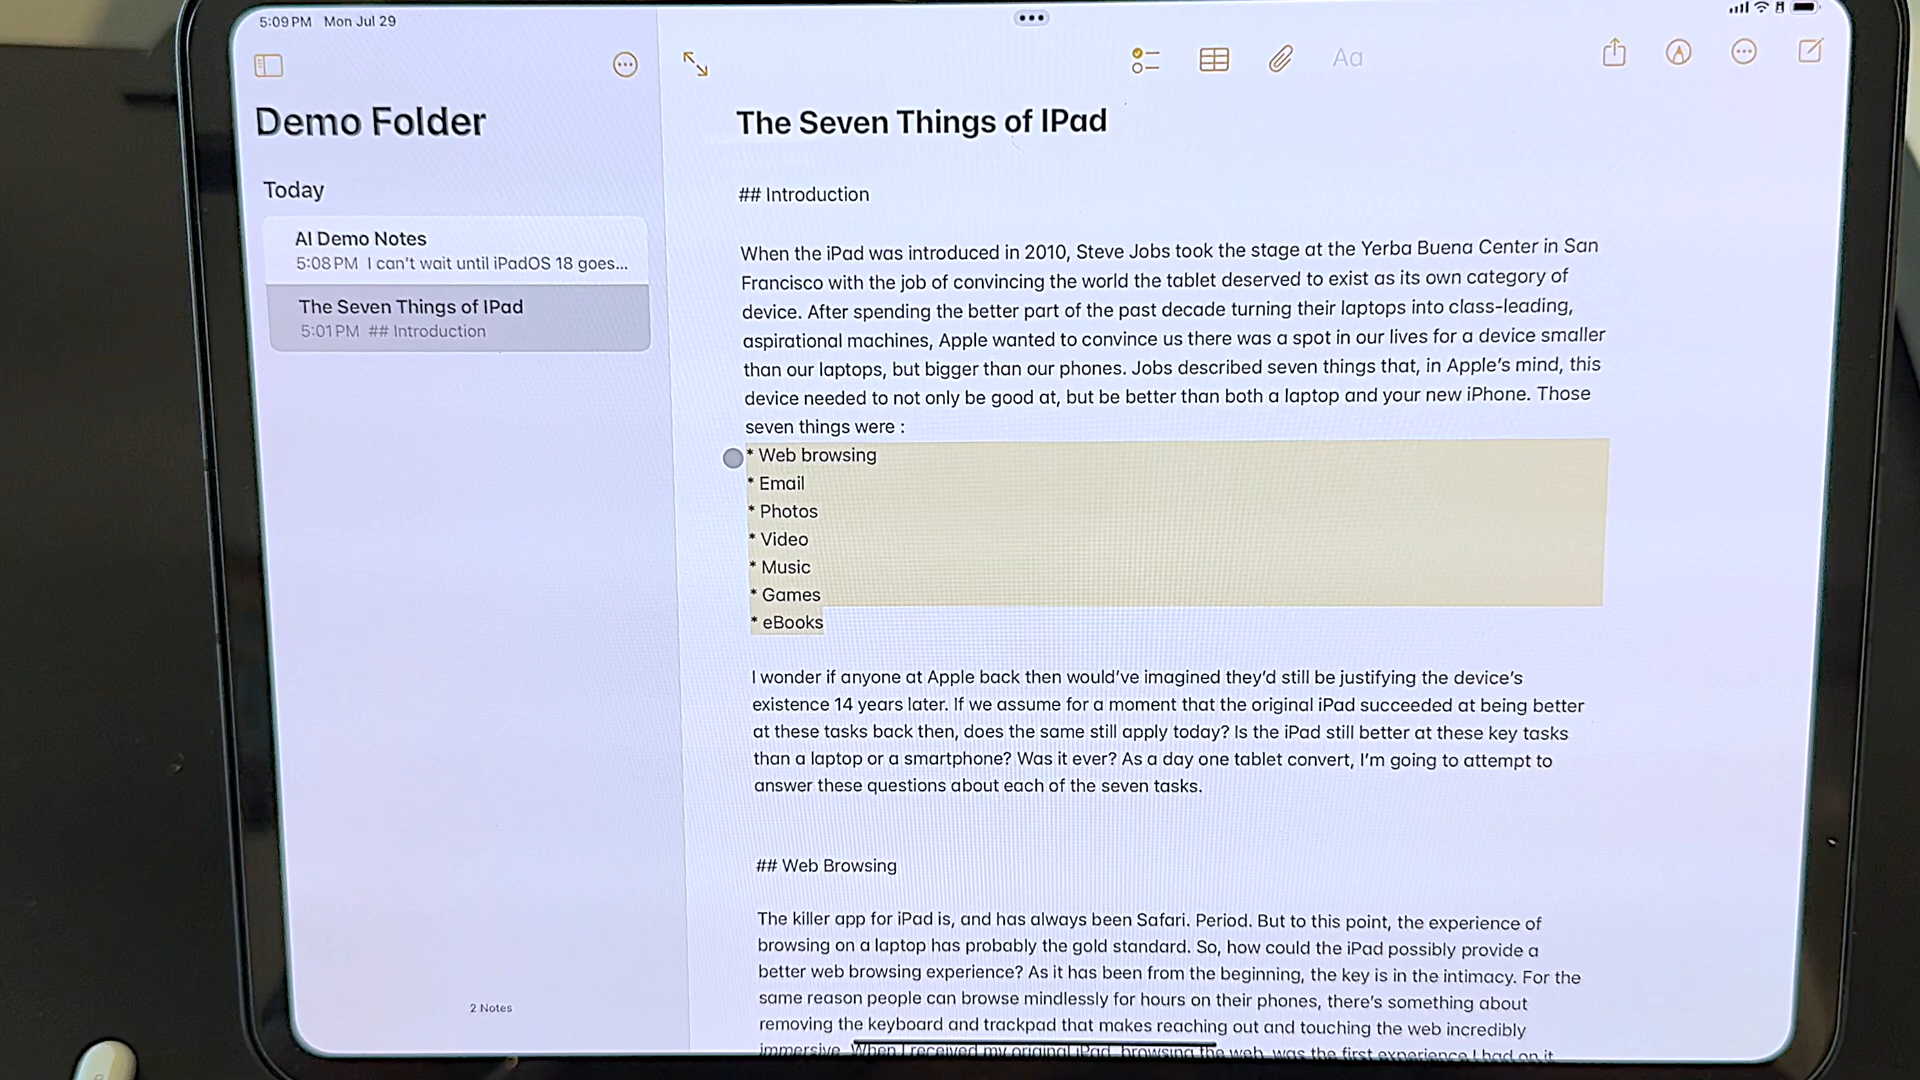 5:09 PM Mon Jul 29
Demo Folder
Today
AI Demo Notes
5:08 PM I can't wait until iPadOS 18 goes...
The Seven Things of IPad
5:01 PM ## Introduction
2 Notes
Aa
The Seven Things of IPad
## Introduction
When the iPad was introduced in 2010, Steve Jobs took the stage at the Yerba Buena Center in San
Francisco with the job of convincing the world the tablet deserved to exist as its own category of
device. After spending the better part of the past decade turning their laptops into class-leading,
aspirational machines, Apple wanted to convince us there was a spot in our lives for a device smaller
than our laptops, but bigger than our phones. Jobs described seven things that, in Apple's mind, this
device needed to not only be good at, but be better than both a laptop and your new iPhone. Those
seven things were :
* Web browsing
* Email
* Photos
* Video
* Music
* Games
* eBooks
I wonder if anyone at Apple back then would've imagined they'd still be justifying the device's
existence 14 years later. If we assume for a moment that the original iPad succeeded at being better
at these tasks back then, does the same still apply today? Is the iPad still better at these key tasks
than a laptop or a smartphone? Was it ever? As a day one tablet convert, I'm going to attempt to
answer these questions about each of the seven tasks.
## Web Browsing
The killer app for iPad is, and has always been Safari. Period. But to this point, the experience of
browsing on a laptop has probably the gold standard. So, how could the iPad possibly provide a
better web browsing experience? As it has been from the beginning, the key is in the intimacy. For the
same reason people can browse mindlessly for hours on their phones, there's something about
removing the keyboard and trackpad that makes reaching out and touching the web incredibly
immersive. When I received my original iPad, browsing the web was the first experience I had on it